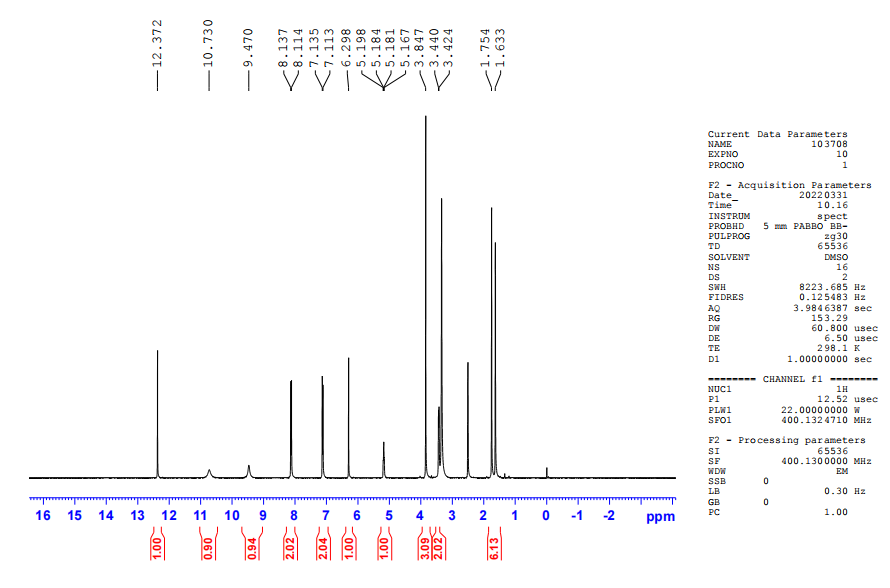 12.372
10.730
9.470
8.137
8.114
7.135
7.113
6.298
5.198
5.184
5.181
5.167
3.847
3.440
3.424
1.754
1.633
Current Data Parameters
NAME 103708
EXPNO 10
PROCNO 1
F2 - Acquisition Parameters
Date_ 20220331
Time 10.16
INSTRUM spect
PROBHD 5 mm PABBO BB-
PULPROG zg30
TD 65536
SOLVENT DMSO
NS 16
DS 2
SWH 8223.685 Hz
FIDRES 0.125483 Hz
AQ 3.9846387 sec
RG 153.29
DW 60.800 usec
DE 6.50 usec
TE 298.1 K
D1 1.00000000 sec
======== CHANNEL f1 ========
NUC1 1H
P1 12.52 usec
PLW1 22.00000000 W
SFO1 400.1324710 MHz
F2 - Processing parameters
SI 65536
SF 400.1300000 MHz
WDW EM
SSB 0
LB 0.30 Hz
GB 0
PC 1.00
16 15 14 13 12 11 10 9 8 7 6 5 4 3 2 1 0 -1 -2 ppm
1.00
0.90
0.94
2.02
2.04
1.00
1.00
3.09
2.02
6.13